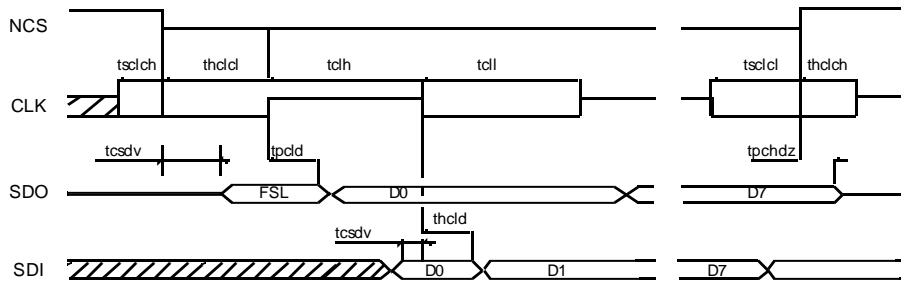 NCS
tsclch thclcl tclh tcll tsclcl thclch
CLK
tcsdv tpcld tpchdz
SDO FSL D0 D7
thcld
tcsdv
SDI D0 D1 D7